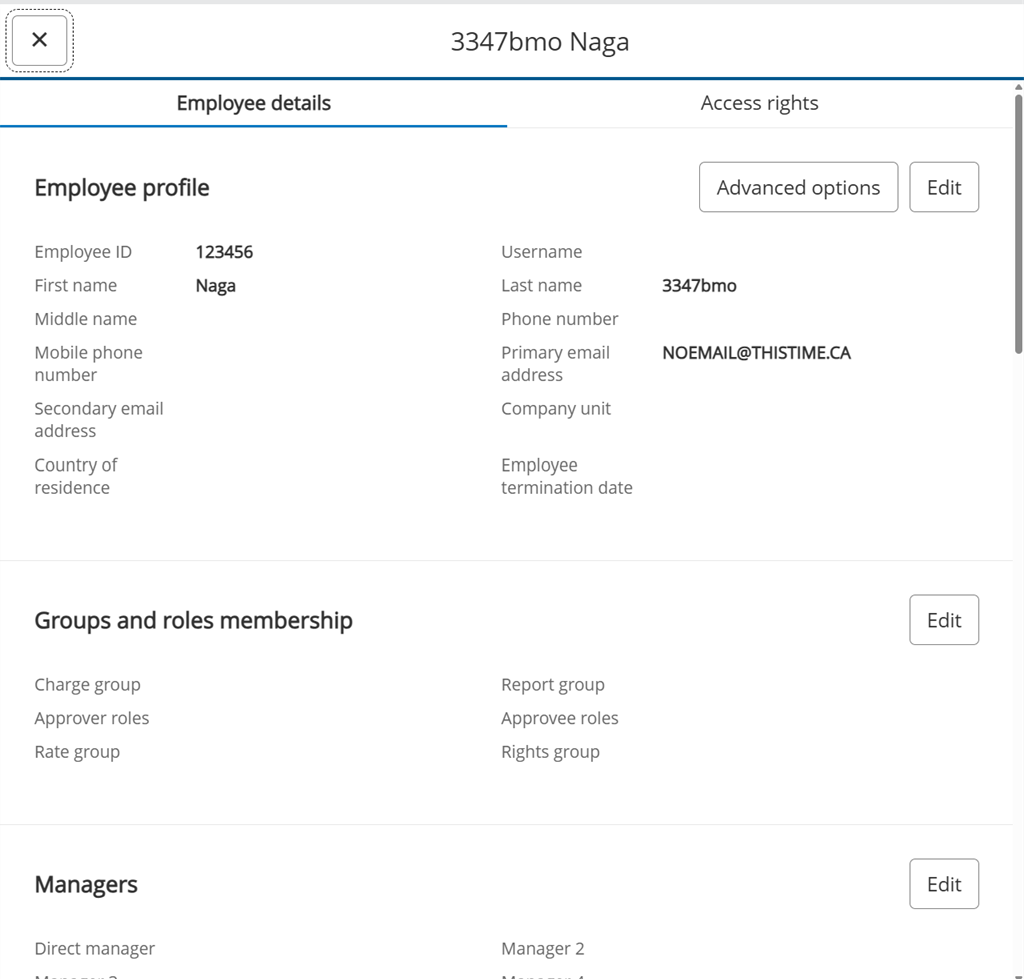 3347bmo Naga
Employee details
Access rights
Employee profile
Advanced options
Edit
Employee ID 123456
Username
First name Naga
Last name 3347bmo
Middle name
Phone number
Mobile phone
number
Primary email
address
NOEMAIL@THISTIME.CA
Secondary email
address
Company unit
Country of
residence
Employee
termination date
Groups and roles membership
Edit
Charge group
Report group
Approver roles
Approvee roles
Rate group
Rights group
Managers
Edit
Direct manager
Manager 2